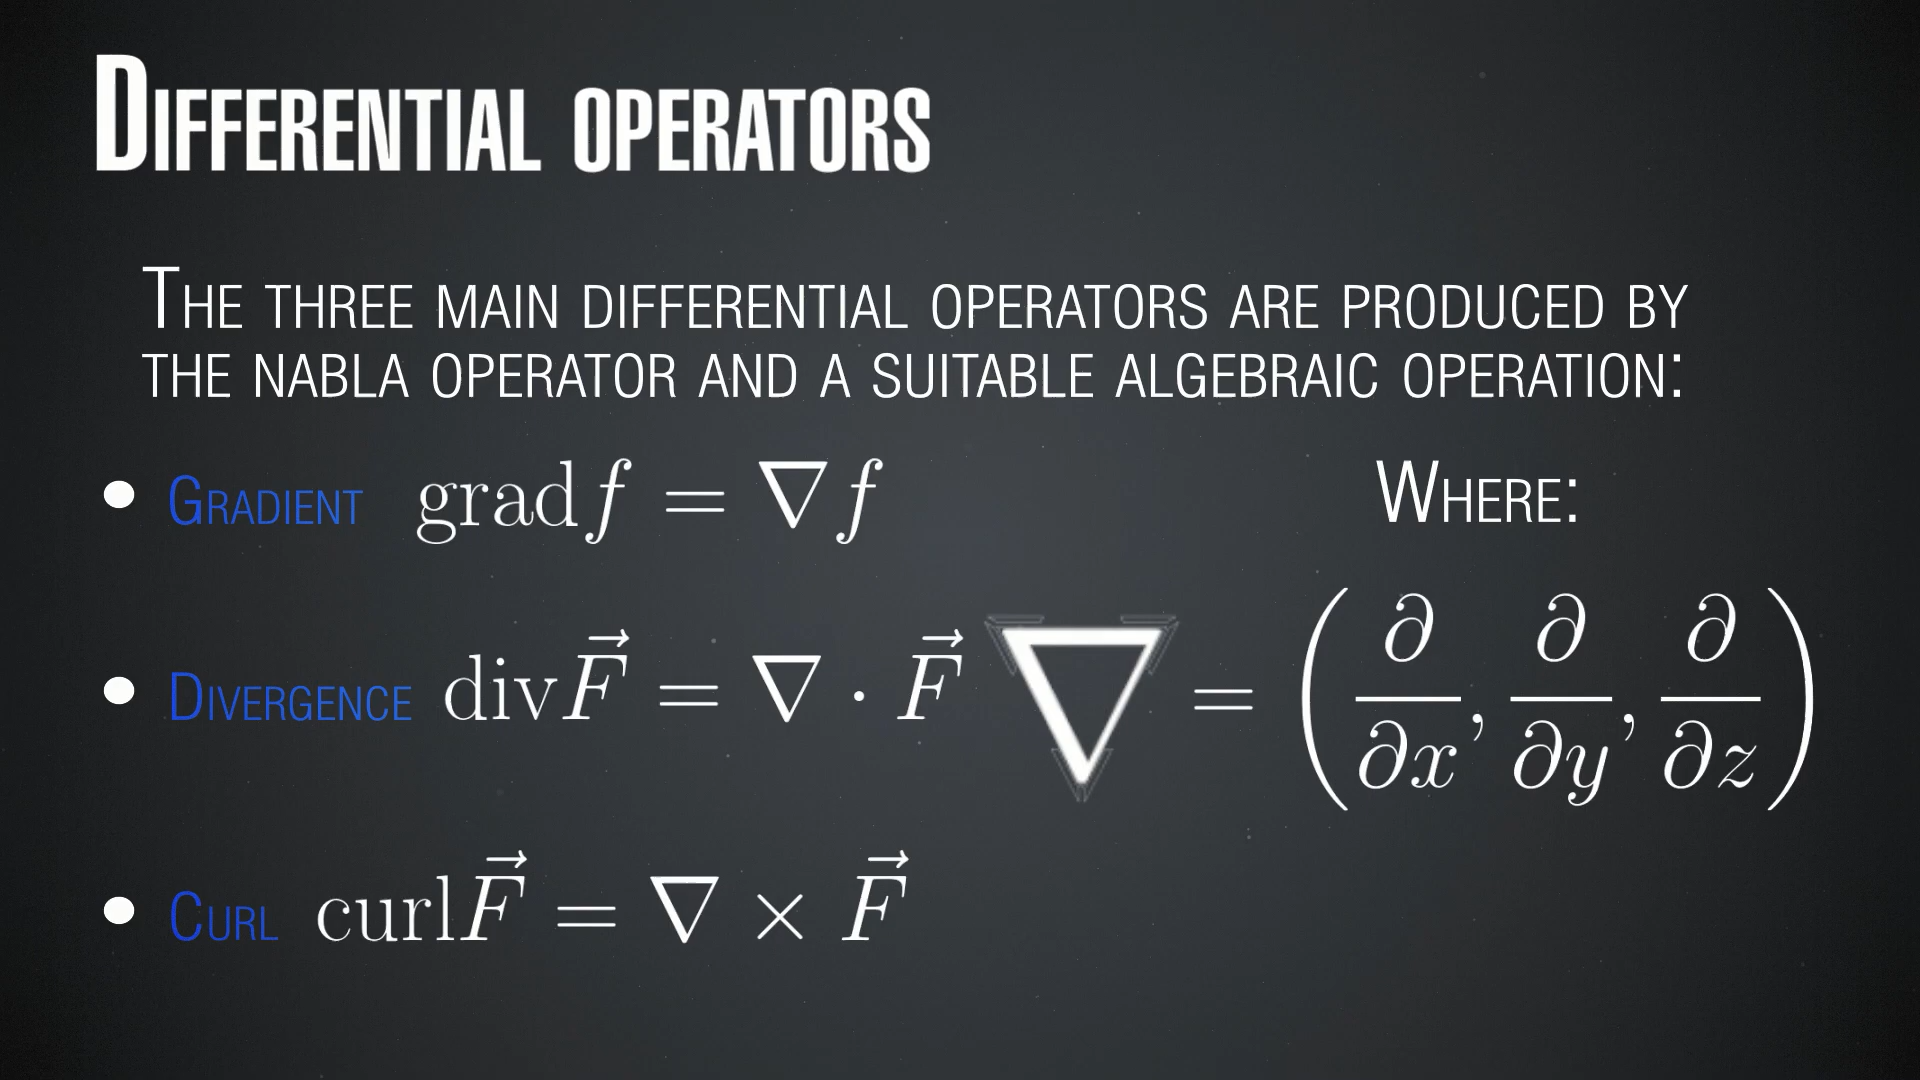 Differential operators
The three main differential operators are produced by
the nabla operator and a suitable algebraic operation:
• Gradient grad f = ∇f
Where:
• Divergence div F⃗ = ∇ · F⃗
∇ = (∂/∂x, ∂/∂y, ∂/∂z)
• Curl curl F⃗ = ∇ × F⃗